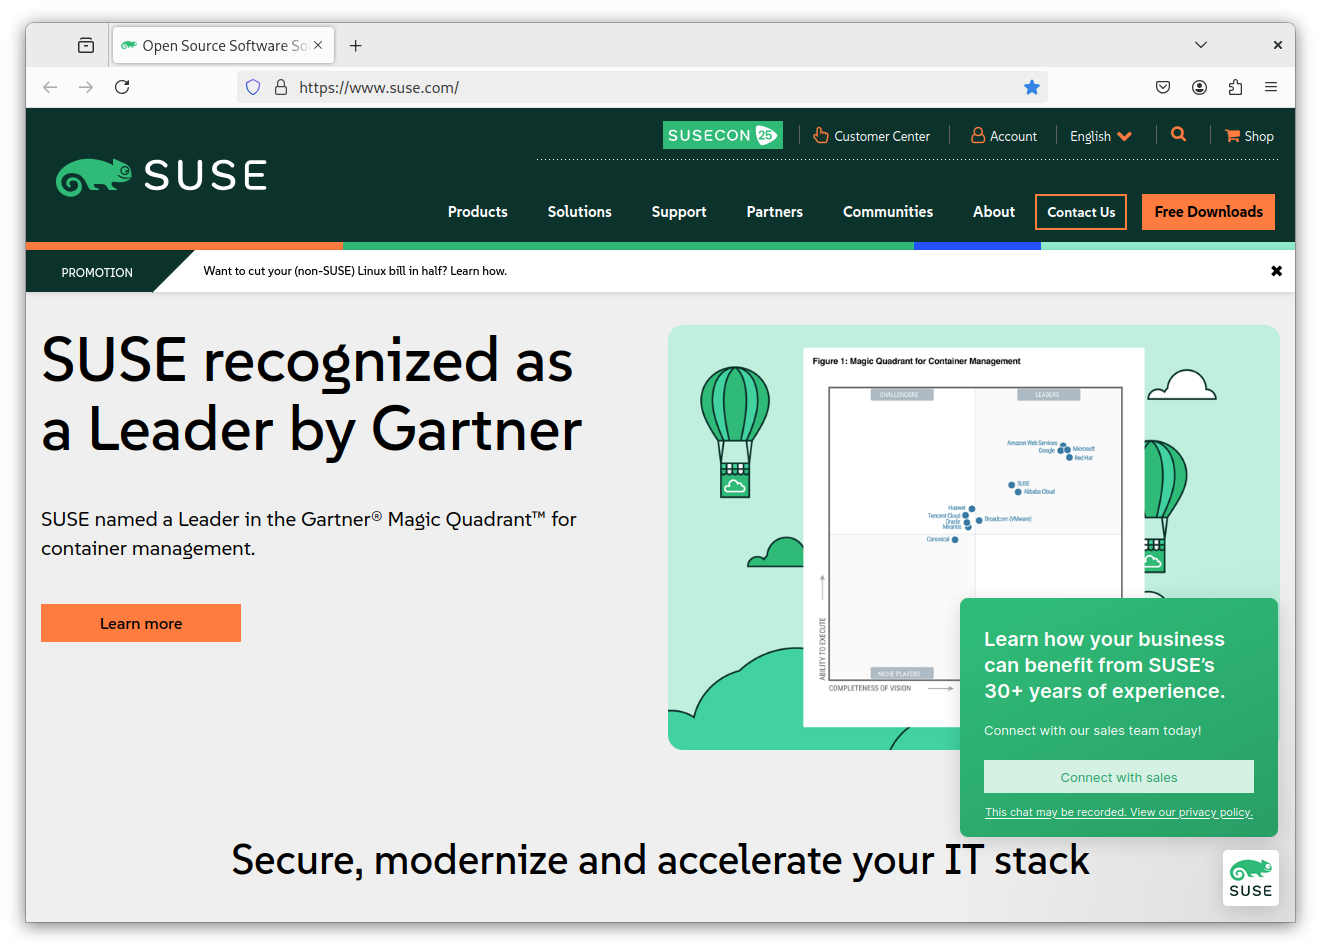 Open Source Software So
https://www.suse.com/
SUSECON 25
Customer Center
Account
English
Shop
SUSE
Products
Solutions
Support
Partners
Communities
About
Contact Us
Free Downloads
PROMOTION
Want to cut your (non-SUSE) Linux bill in half? Learn how.
SUSE recognized as
a Leader by Gartner
SUSE named a Leader in the Gartner® Magic Quadrant™ for
container management.
Learn more
Figure 1: Magic Quadrant for Container Management
CHALLENGERS
LEADERS
Amazon Web Services
Google
Microsoft
Red Hat
SUSE
Alibaba Cloud
Huawei
Tencent Cloud
Oracle
Mirantis
Broadcom (VMware)
Canonical
ABILITY TO EXECUTE
NICHE PLAYERS
COMPLETENESS OF VISION
Learn how your business
can benefit from SUSE’s
30+ years of experience.
Connect with our sales team today!
Connect with sales
This chat may be recorded. View our privacy policy.
Secure, modernize and accelerate your IT stack
SUSE